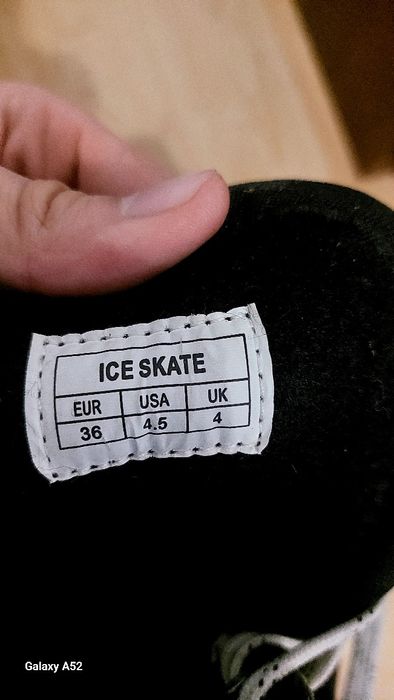 ICE SKATE
EUR USA UK
36 4.5 4
Galaxy A52